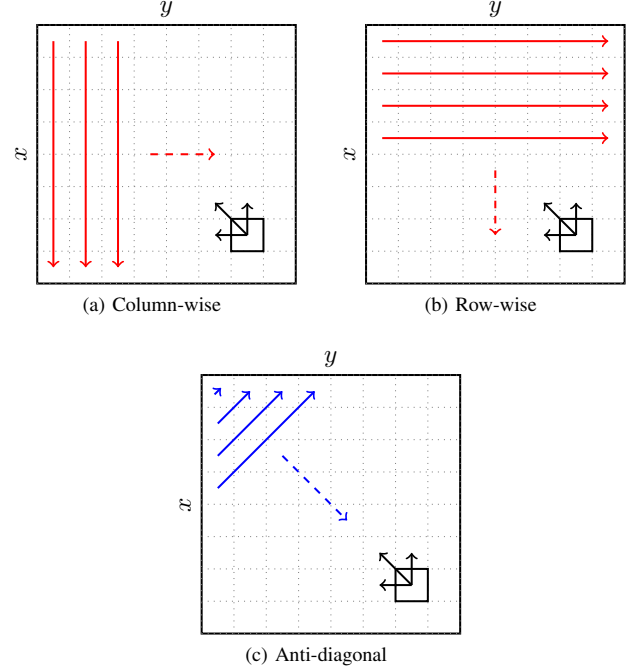 y
y
x
x
(a) Column-wise
(b) Row-wise
y
x
(c) Anti-diagonal